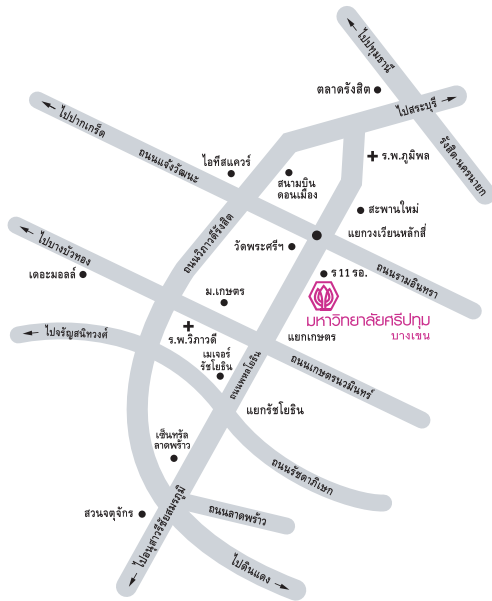 ไปปทุมธานี
ตลาดรังสิต
ไปสระบุรี
ไปปากเกร็ด
รังสิต-นครนายก
ถนนแจ้งวัฒนะ
ไอทีสแควร์
ร.พ.ภูมิพล
สนามบิน
ดอนเมือง
สะพานใหม่
ถนนวิภาวดีรังสิต
แยกวงเวียนหลักสี่
ไปบางบัวทอง
วัดพระศรีฯ
เดอะมอลล์
ร 11 รอ.
ถนนรามอินทรา
ม.เกษตร
มหาวิทยาลัยศรีปทุม
บางเขน
ไปจรัญสนิทวงศ์
ร.พ.วิภาวดี
แยกเกษตร
เมเจอร์
รัชโยธิน
ถนนพหลโยธิน
ถนนเกษตรนวมินทร์
แยกรัชโยธิน
เซ็นทรัล
ลาดพร้าว
ถนนรัชดาภิเษก
สวนจตุจักร
ถนนลาดพร้าว
ไปอนุสาวรีชัยสมรภูมิ
ไปดินแดง